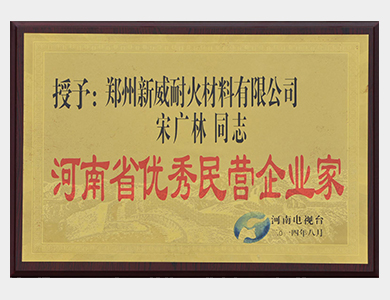 授予：郑州新威耐火材料有限公司
宋广林 同志
河南省优秀民营企业家
河南电视台
二〇一四年八月